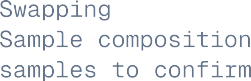 Swapping
Sample composition
samples to confirm